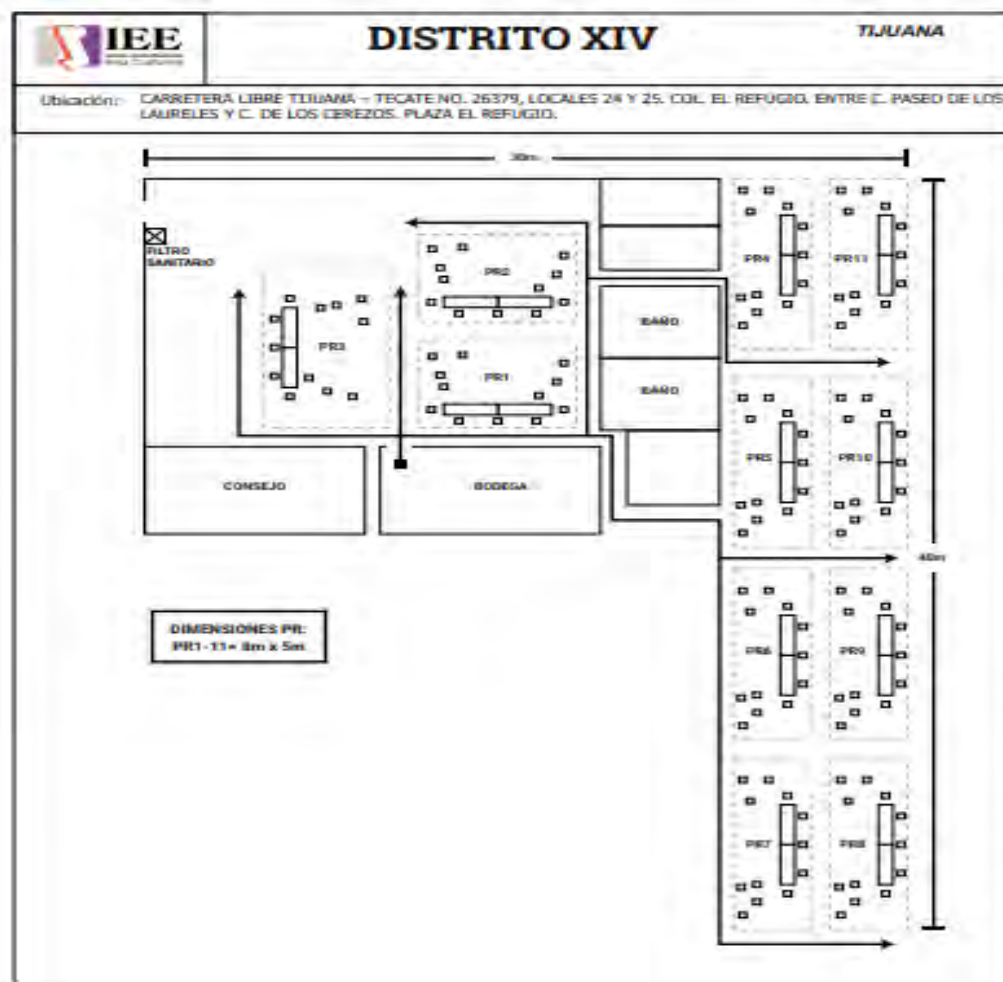 IEE
DISTRITO XIV
TIJUANA
Ubicación: CARRETERA LIBRE TIJUANA – TECATE NO. 26379, LOCALES 24 Y 25. COL. EL REFUGIO. ENTRE C. PASEO DE LOS
LAURELES Y C. DE LOS CEREZOS. PLAZA EL REFUGIO.
30m
FILTRO
SANITARIO
PR4
PR11
PR2
PR3
BAÑO
PR1
BAÑO
PR5
PR10
CONSEJO
BODEGA
40m
DIMENSIONES PR:
PR1-11= 8m x 5m
PR6
PR9
PR7
PR8